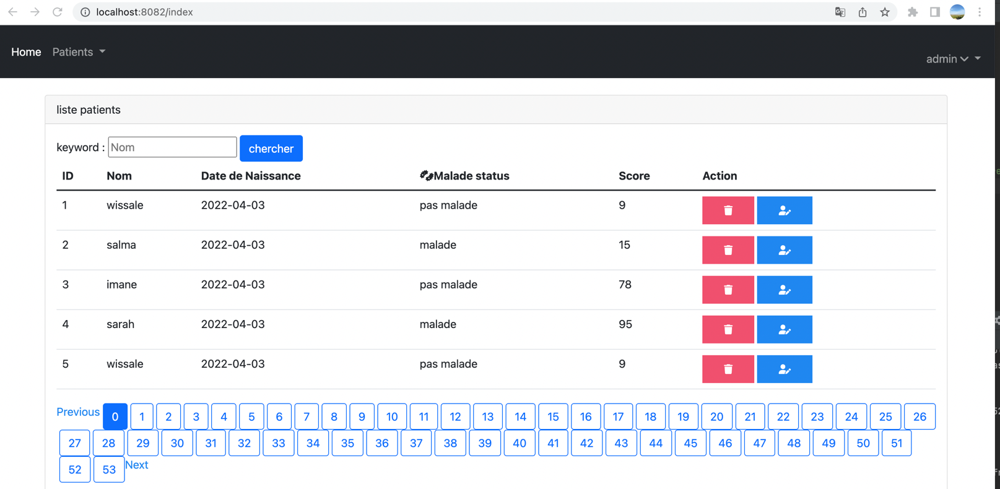 localhost:8082/index
Home Patients
admin
liste patients
keyword : Nom chercher
ID Nom Date de Naissance Malade status Score Action
1 wissale 2022-04-03 pas malade 9
2 salma 2022-04-03 malade 15
3 imane 2022-04-03 pas malade 78
4 sarah 2022-04-03 malade 95
5 wissale 2022-04-03 pas malade 9
Previous 0 1 2 3 4 5 6 7 8 9 10 11 12 13 14 15 16 17 18 19 20 21 22 23 24 25 26
27 28 29 30 31 32 33 34 35 36 37 38 39 40 41 42 43 44 45 46 47 48 49 50 51
52 53 Next